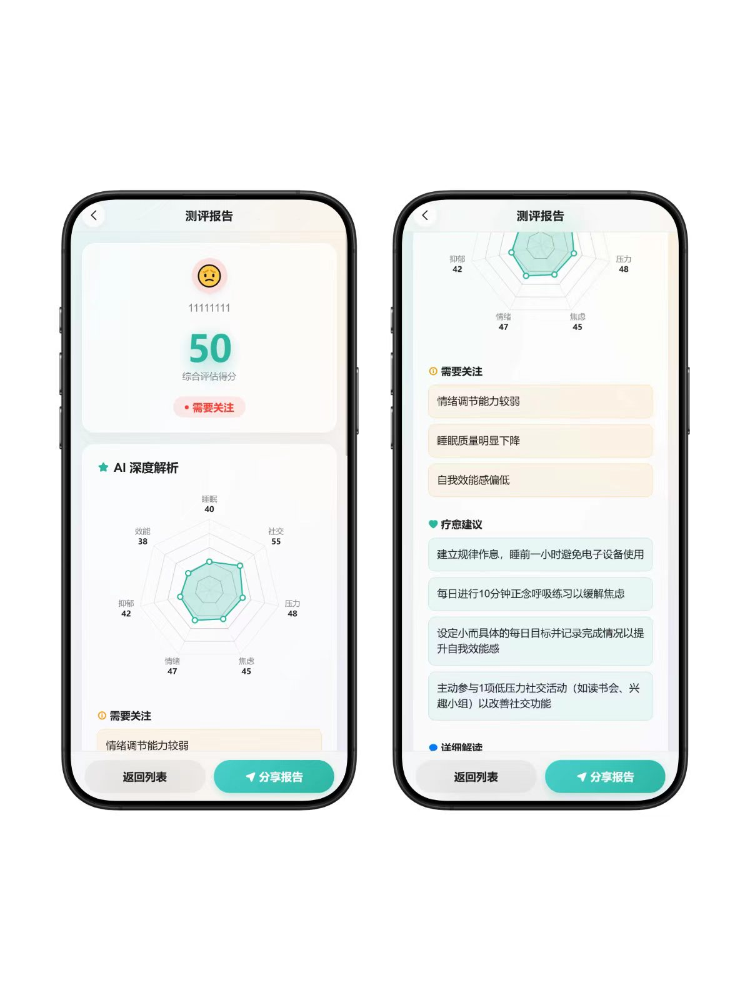 测评报告
11111111
50
综合评估得分
需要关注
AI 深度解析
睡眠
40
效能
38
社交
55
抑郁
42
压力
48
情绪
47
焦虑
45
需要关注
情绪调节能力较弱
返回列表
分享报告
测评报告
抑郁
42
压力
48
情绪
47
焦虑
45
需要关注
情绪调节能力较弱
睡眠质量明显下降
自我效能感偏低
疗愈建议
建立规律作息，睡前一小时避免电子设备使用
每日进行10分钟正念呼吸练习以缓解焦虑
设定小而具体的每日目标并记录完成情况以提
升自我效能感
主动参与1项低压力社交活动（如读书会、兴
趣小组）以改善社交功能
详细解读
返回列表
分享报告